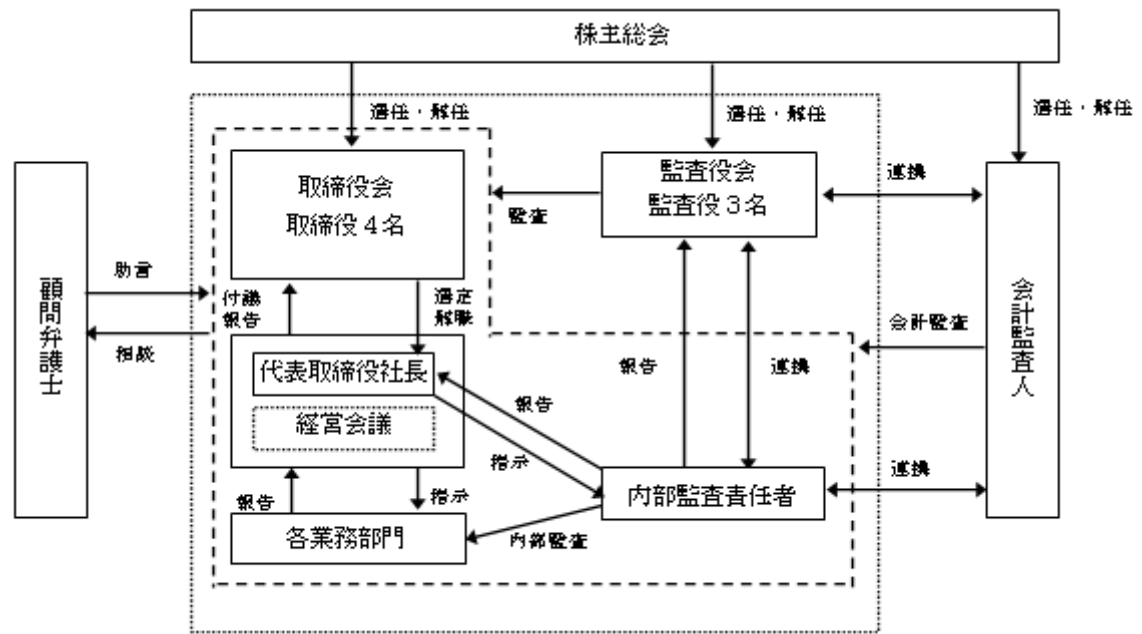 株主総会
選任・解任
選任・解任
選任・解任
取締役会
取締役４名
監査役会
監査役３名
連携
監査
顧問弁護士
助言
相談
付議
報告
選定
解職
会計監査人
会計監査
代表取締役社長
経営会議
報告
連携
報告
指示
連携
報告
指示
内部監査責任者
各業務部門
内部監査